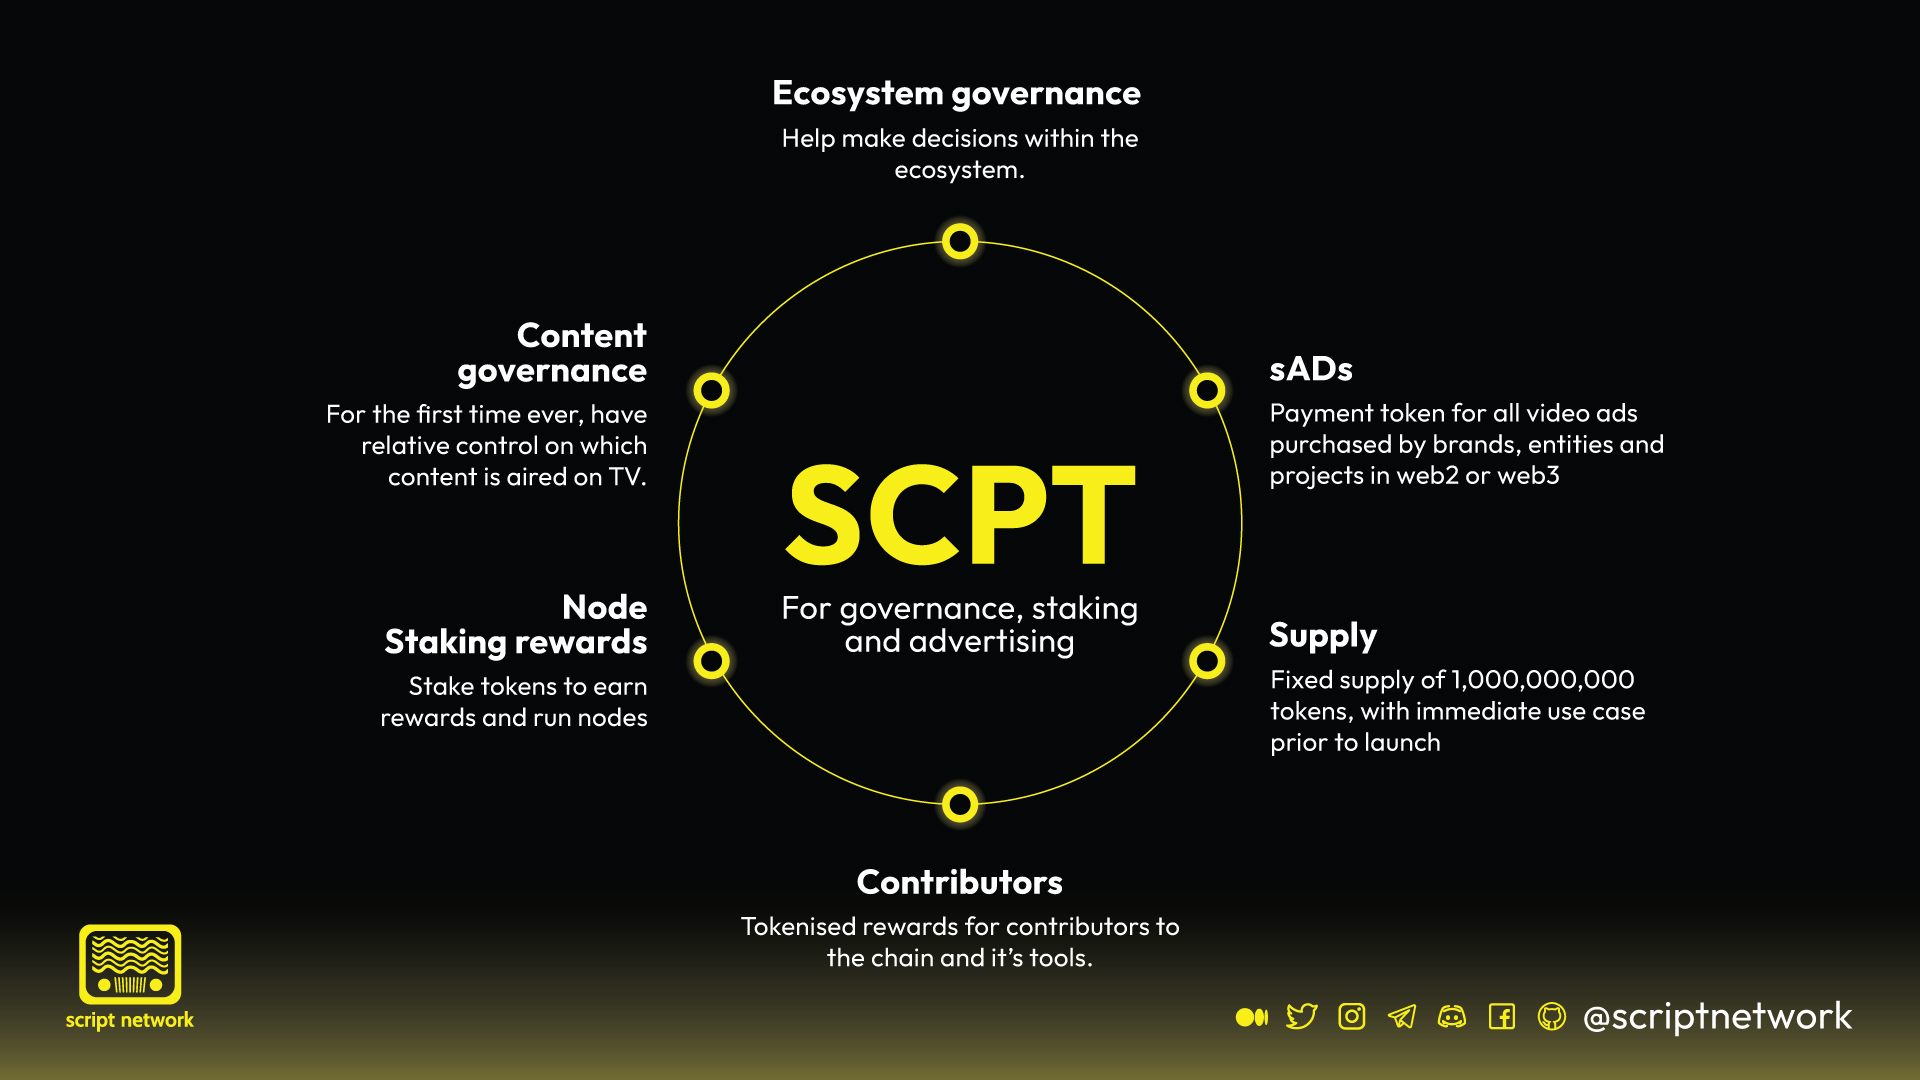 Ecosystem governance
Help make decisions within the
ecosystem.
Content
governance
For the first time ever, have
relative control on which
content is aired on TV.
sADs
Payment token for all video ads
purchased by brands, entities and
projects in web2 or web3
SCPT
For governance, staking
and advertising
Node
Staking rewards
Stake tokens to earn
rewards and run nodes
Supply
Fixed supply of 1,000,000,000
tokens, with immediate use case
prior to launch
Contributors
Tokenised rewards for contributors to
the chain and it's tools.
script network
@scriptnetwork